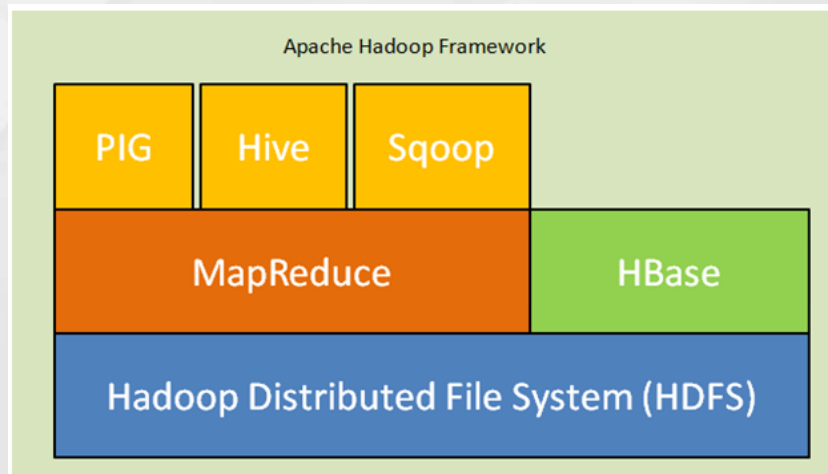 Apache Hadoop Framework
PIG
Hive
Sqoop
MapReduce
HBase
Hadoop Distributed File System (HDFS)